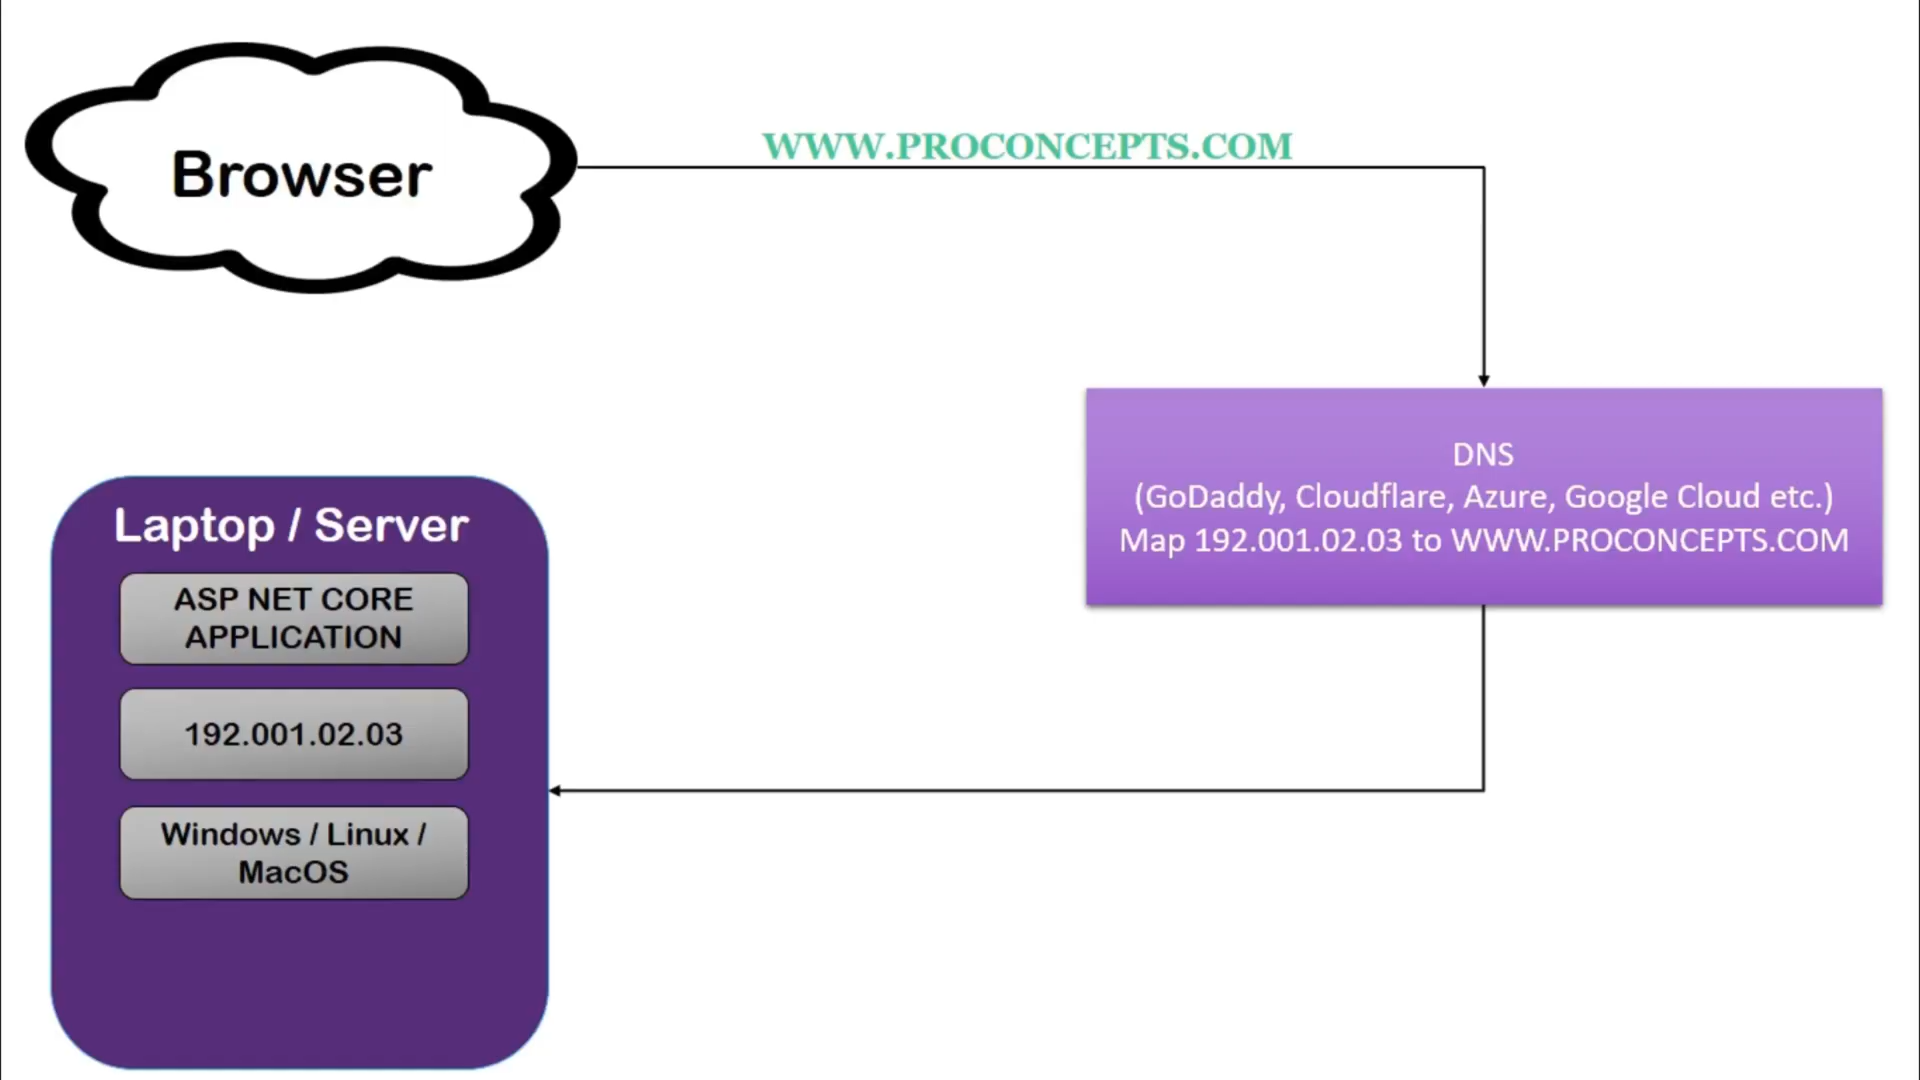 WWW.PROCONCEPTS.COM
Browser
DNS
(GoDaddy, Cloudflare, Azure, Google Cloud etc.)
Map 192.001.02.03 to WWW.PROCONCEPTS.COM
Laptop / Server
ASP NET CORE
APPLICATION
192.001.02.03
Windows / Linux /
MacOS